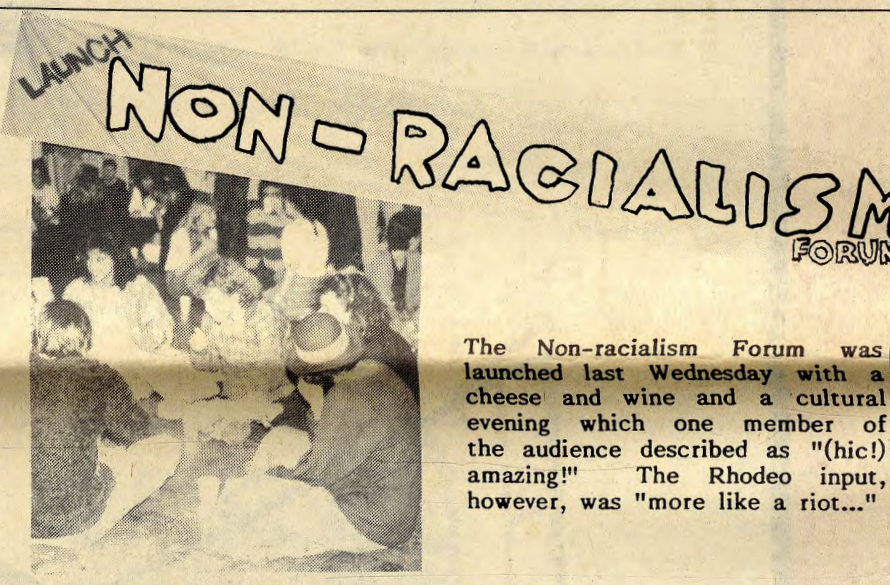 LAUNCH
NON-RACIALISM
FORUM
The Non-racialism Forum was
launched last Wednesday with a
cheese and wine and a cultural
evening which one member of
the audience described as "(hic!)
amazing!" The Rhodeo input,
however, was "more like a riot..."